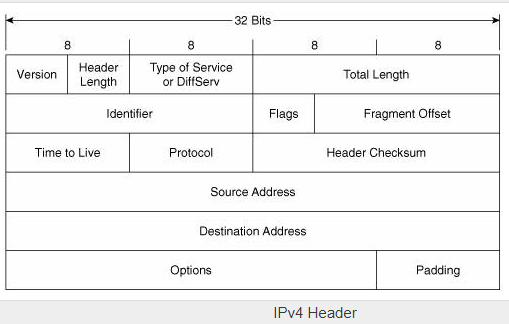 32 Bits
8 8 8 8
Version Header Length Type of Service or DiffServ Total Length
Identifier Flags Fragment Offset
Time to Live Protocol Header Checksum
Source Address
Destination Address
Options Padding
IPv4 Header